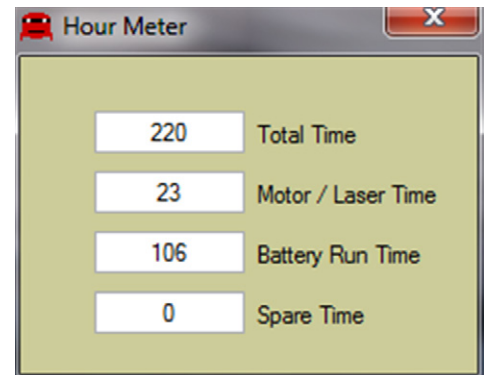 Hour Meter
220 Total Time
23 Motor / Laser Time
106 Battery Run Time
0 Spare Time